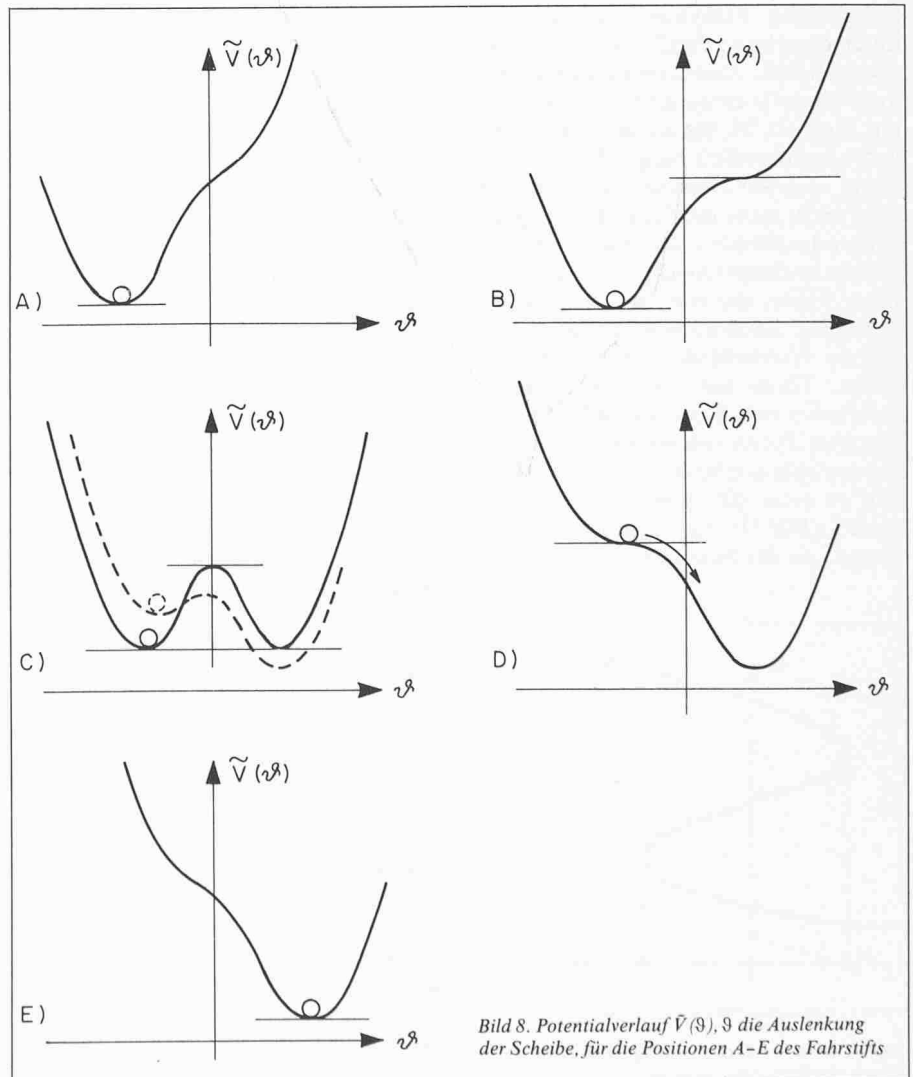 Ṽ(ϑ)
Ṽ(ϑ)
A)
ϑ
B)
ϑ
Ṽ(ϑ)
Ṽ(ϑ)
C)
ϑ
D)
ϑ
Ṽ(ϑ)
E)
ϑ
Bild 8. Potentialverlauf Ṽ(ϑ), ϑ die Auslenkung
der Scheibe, für die Positionen A–E des Fahrstifts